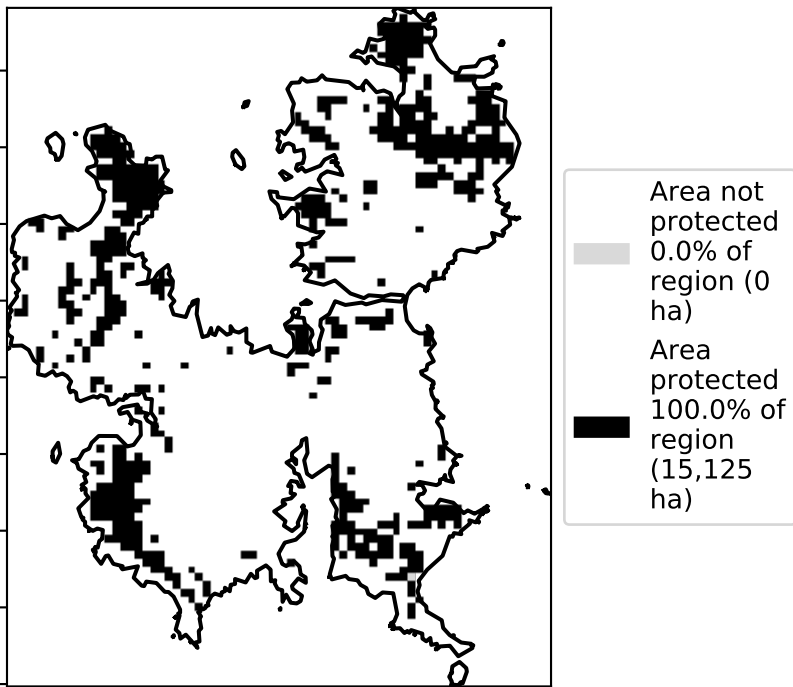 Area not
protected
0.0% of
region (0
ha)
Area
protected
100.0% of
region
(15,125
ha)